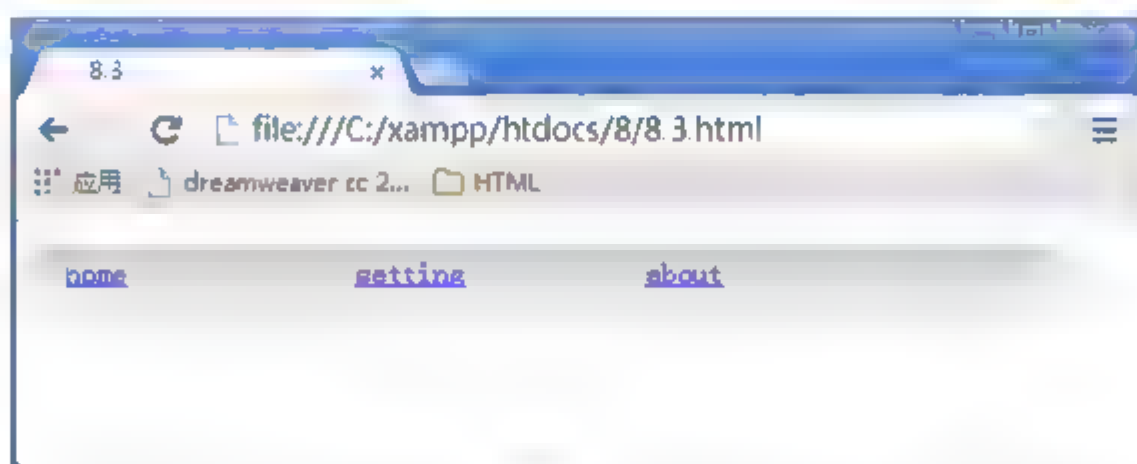 8.3
file:///C:/xampp/htdocs/8/8.3.html
应用 dreamweaver cc 2... HTML
home setting about